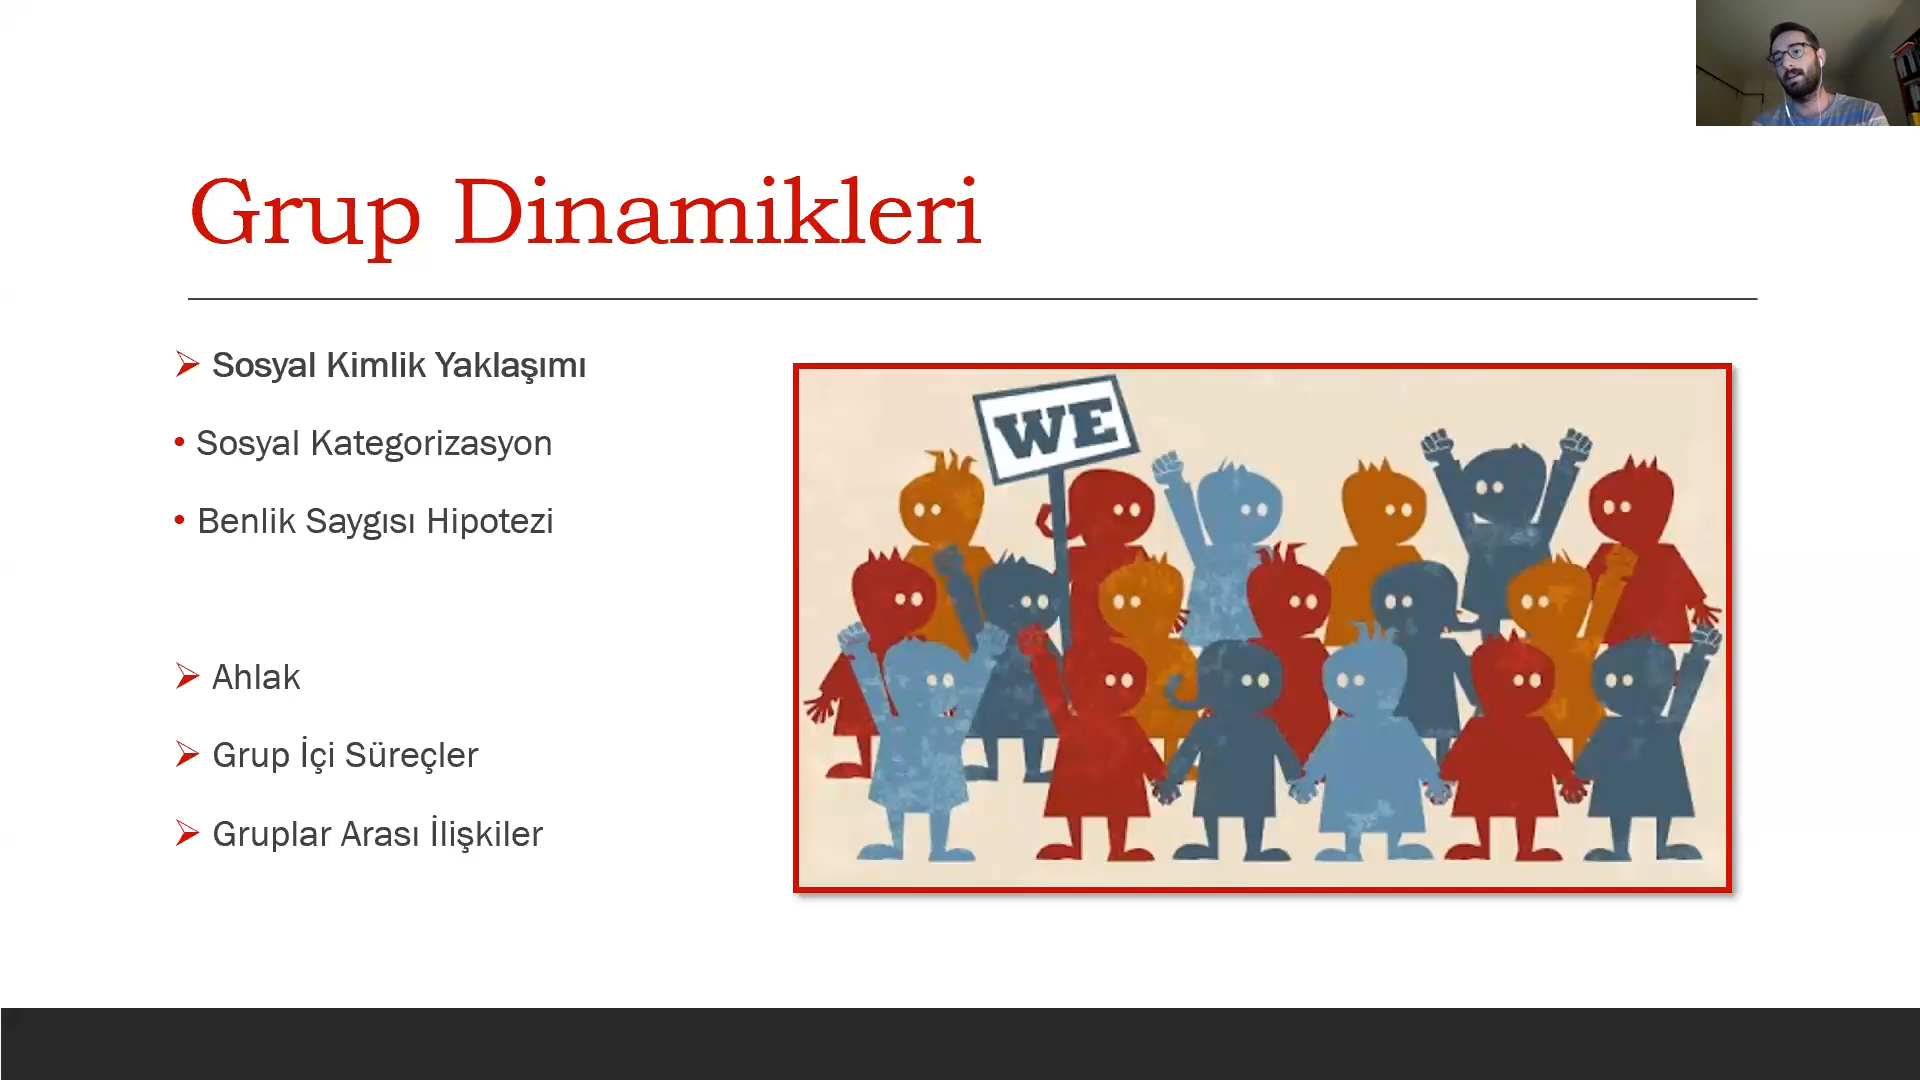 Grup Dinamikleri
➢ Sosyal Kimlik Yaklaşımı
• Sosyal Kategorizasyon
• Benlik Saygısı Hipotezi
➢ Ahlak
➢ Grup İçi Süreçler
➢ Gruplar Arası İlişkiler
WE